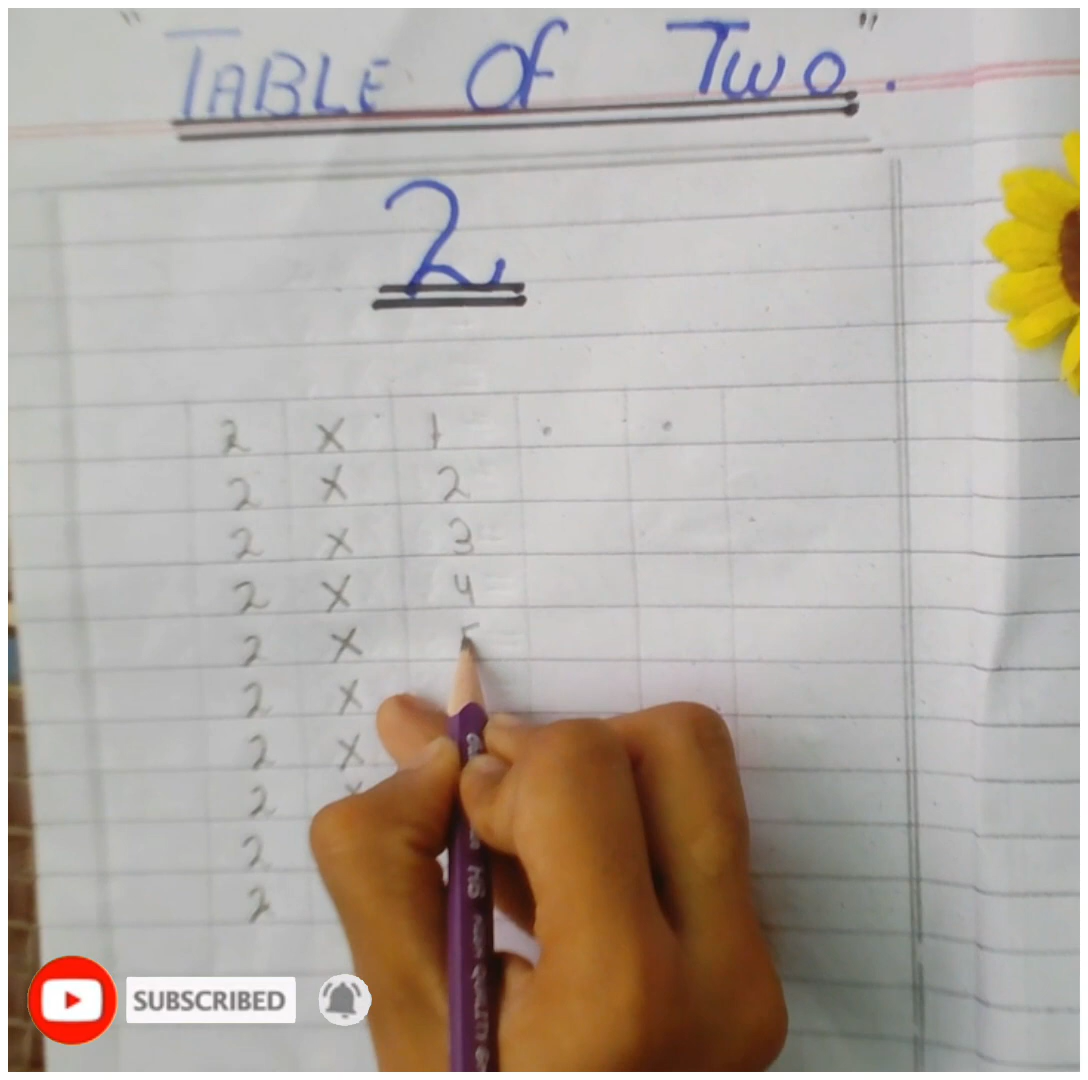 "TABLE Of Two".
2
2 x 1
2 x 2
2 x 3
2 x 4
2 x 5
2 x
2 x
2 x
2
2
SUBSCRIBED